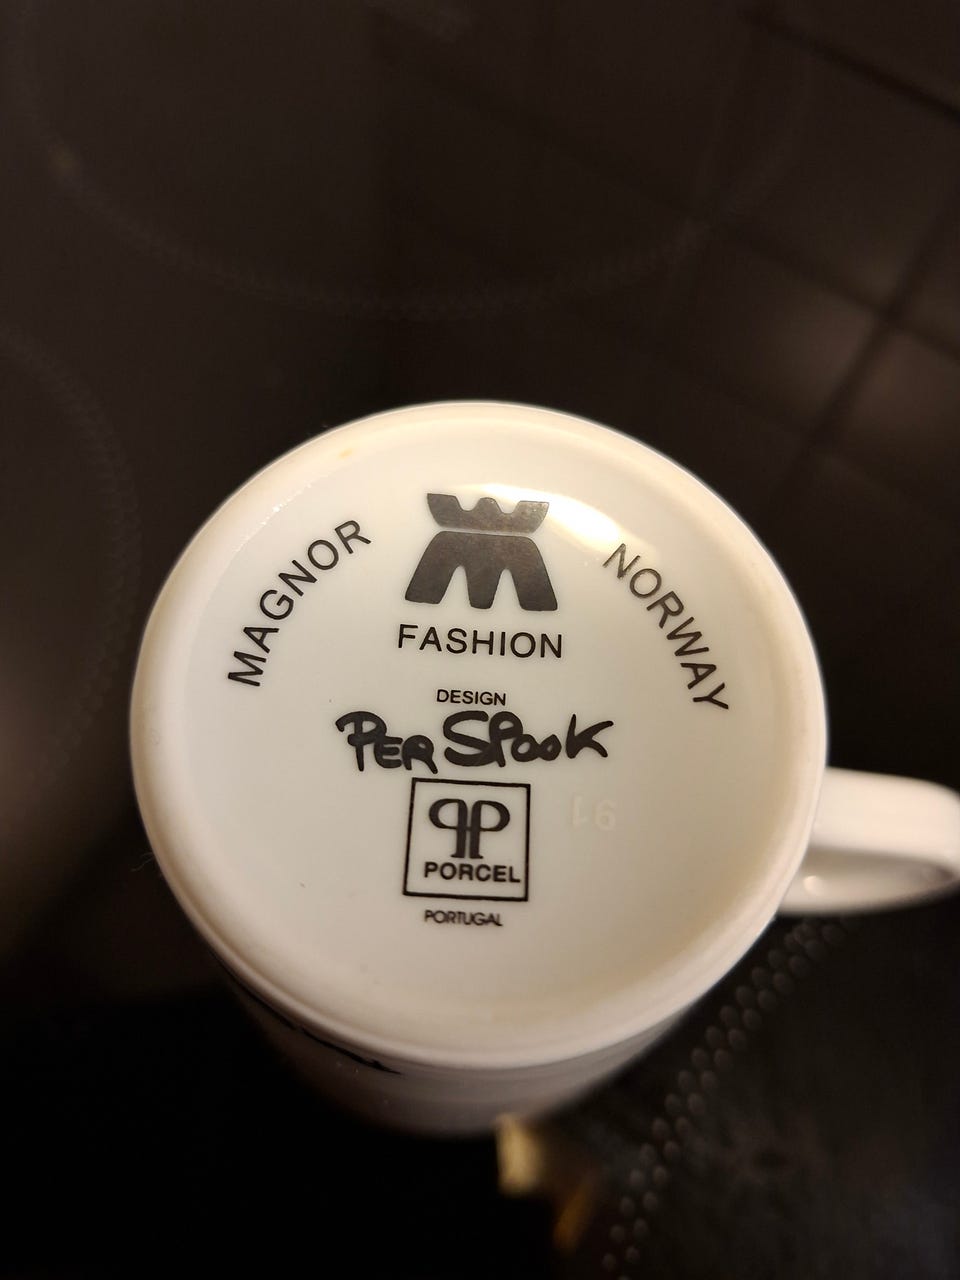 MAGNOR
NORWAY
FASHION
DESIGN
PER SPOOK
PORCEL
PORTUGAL